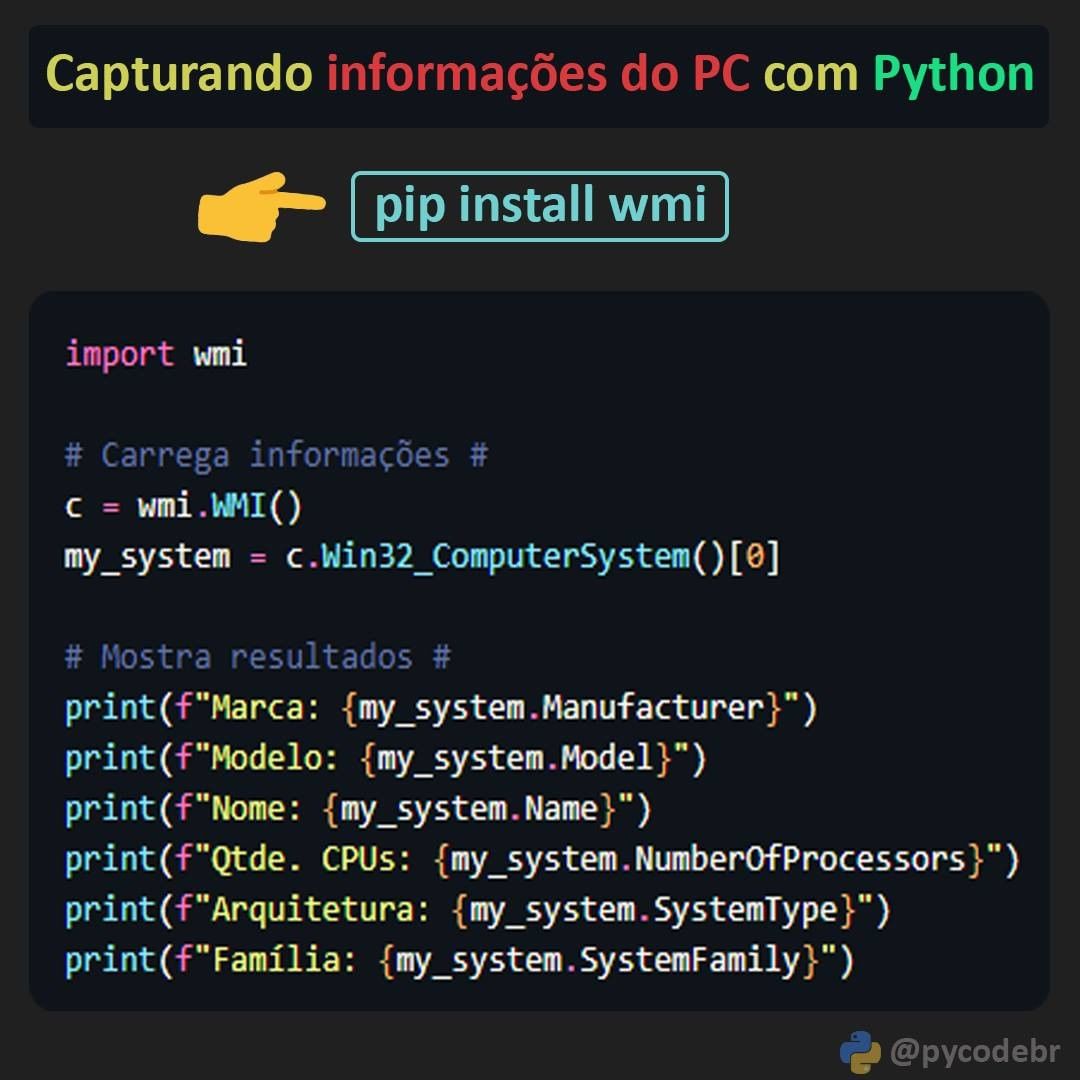 Capturando informações do PC com Python
pip install wmi
import wmi
# Carrega informações #
c = wmi.WMI()
my_system = c.Win32_ComputerSystem()[0]
# Mostra resultados #
print(f"Marca: {my_system.Manufacturer}")
print(f"Modelo: {my_system.Model}")
print(f"Nome: {my_system.Name}")
print(f"Qtde. CPUs: {my_system.NumberOfProcessors}")
print(f"Arquitetura: {my_system.SystemType}")
print(f"Família: {my_system.SystemFamily}")
@pycodebr